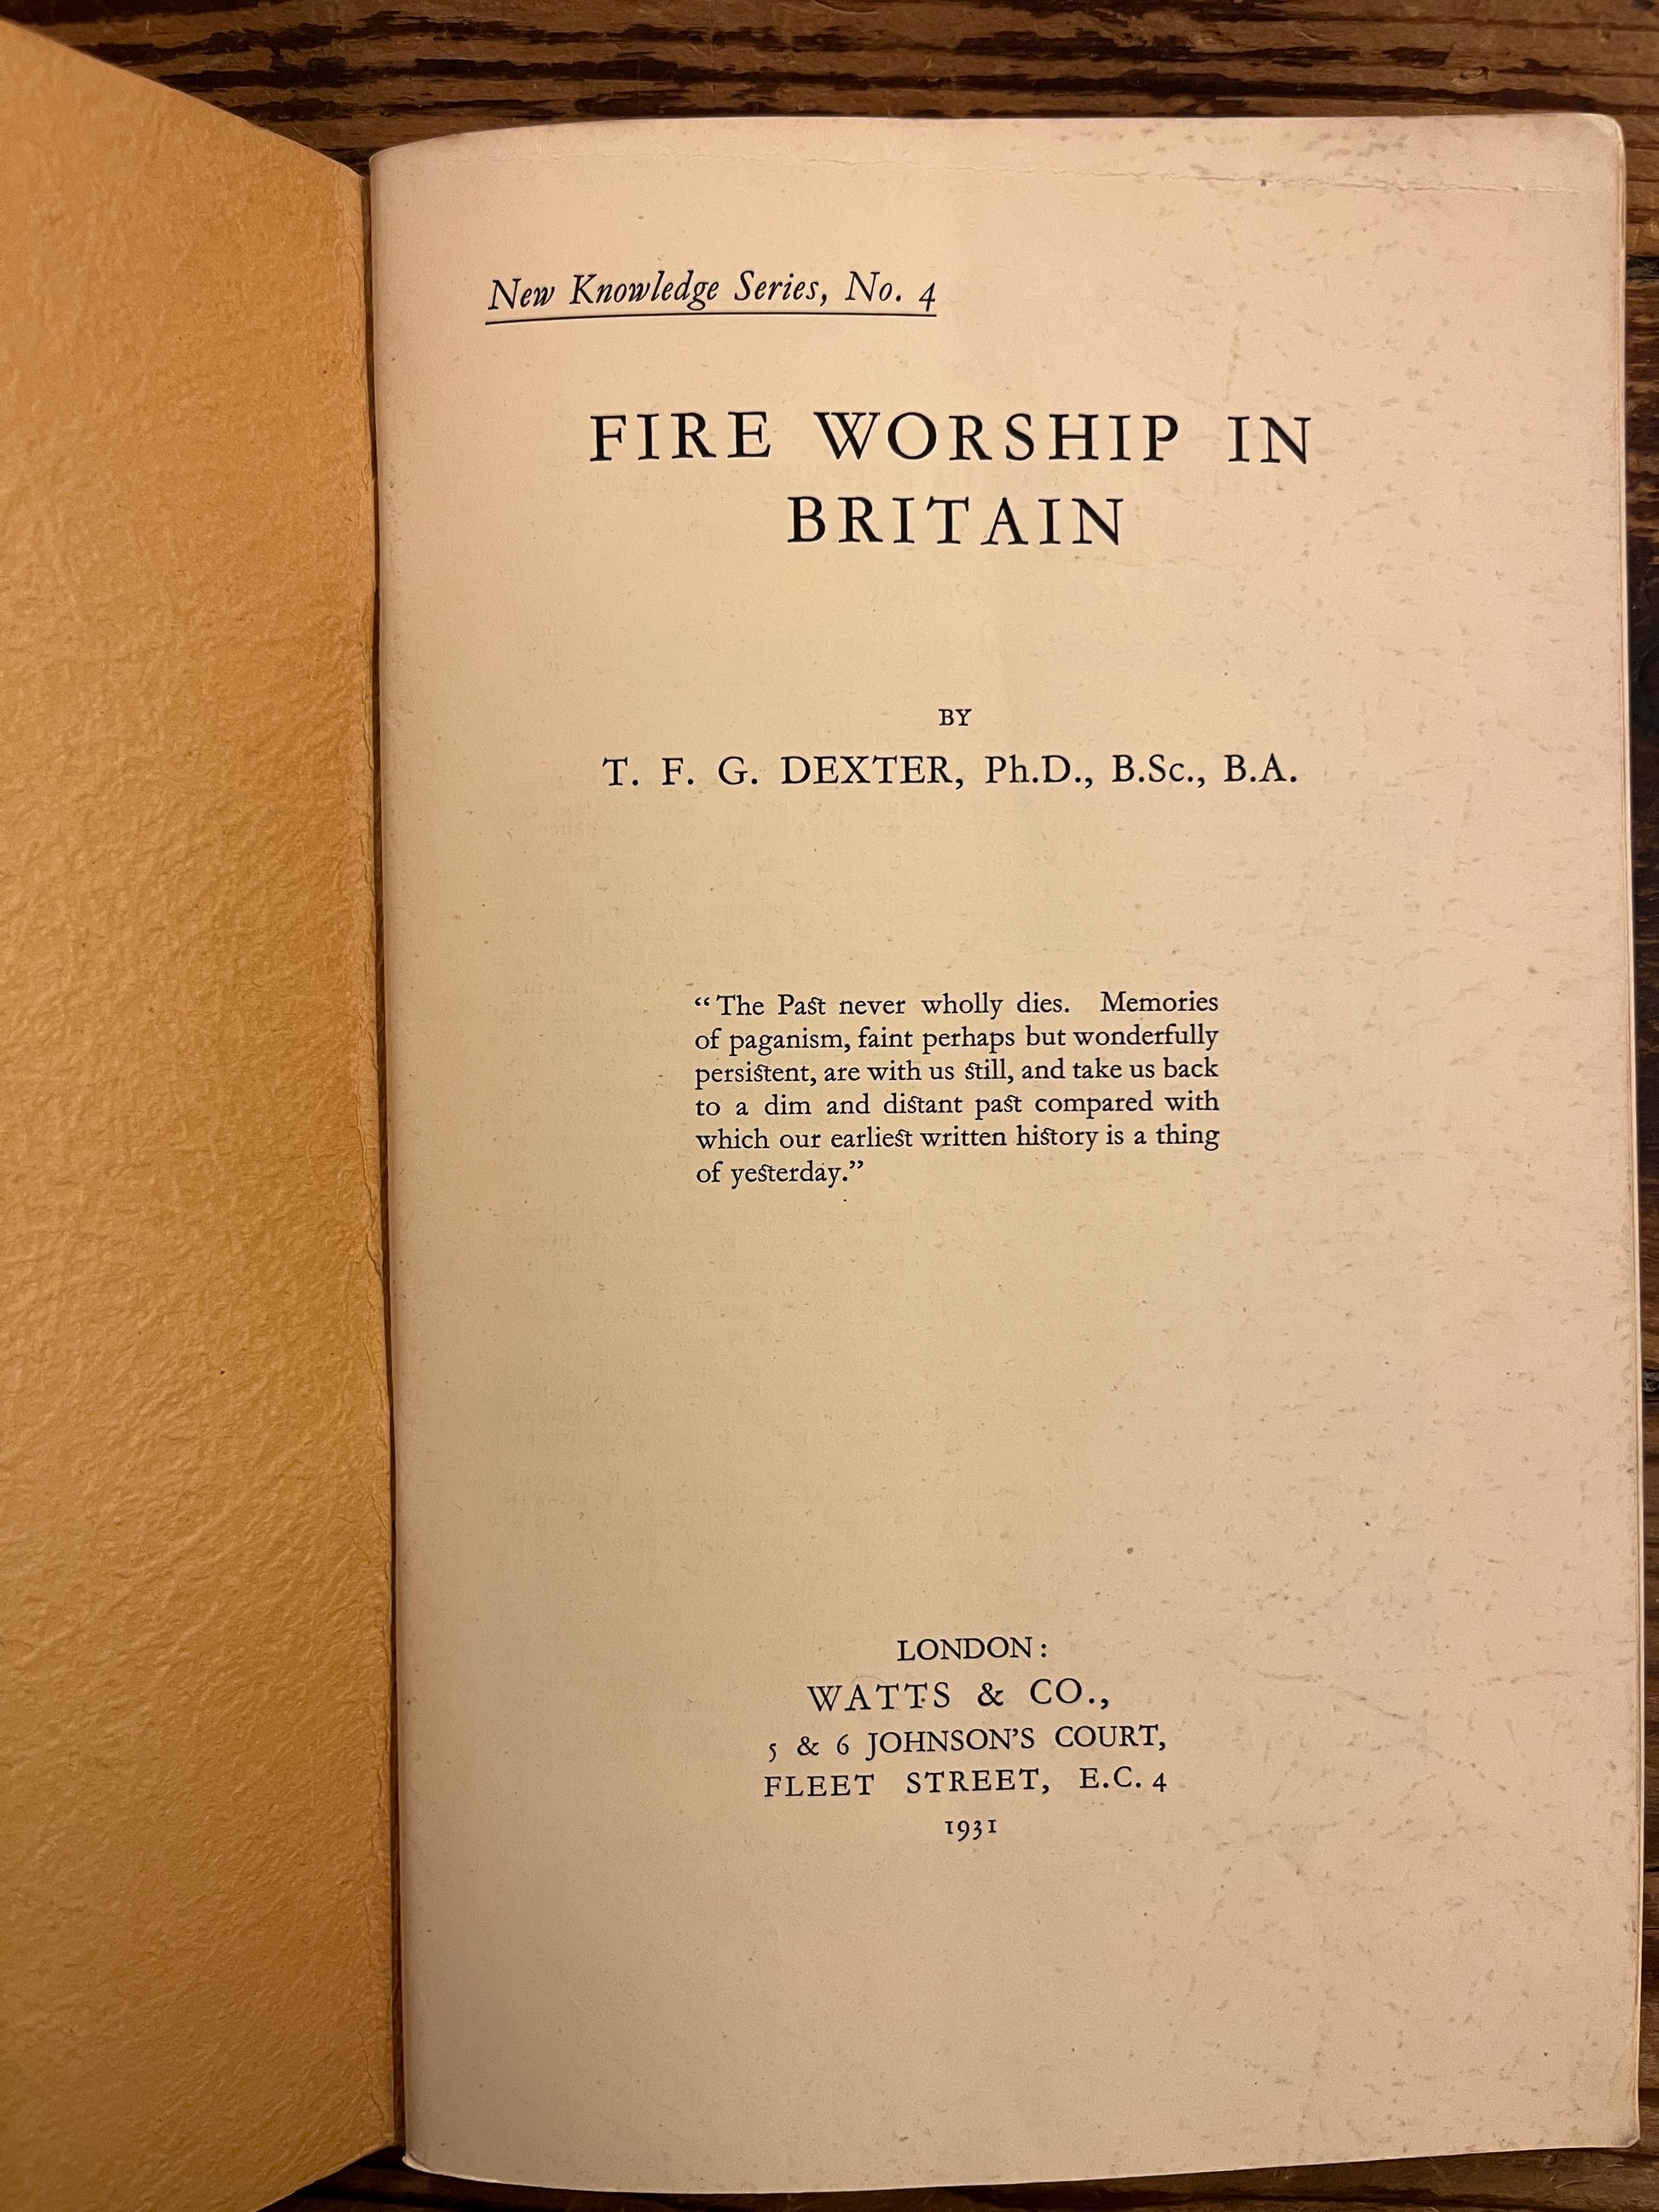 New Knowledge Series, No. 4
FIRE WORSHIP IN
BRITAIN
BY
T. F. G. DEXTER, Ph.D., B.Sc., B.A.
“The Past never wholly dies. Memories
of paganism, faint perhaps but wonderfully
persistent, are with us still, and take us back
to a dim and distant past compared with
which our earliest written history is a thing
of yesterday.”
LONDON:
WATTS & CO.,
5 & 6 JOHNSON’S COURT,
FLEET STREET, E.C. 4
1931